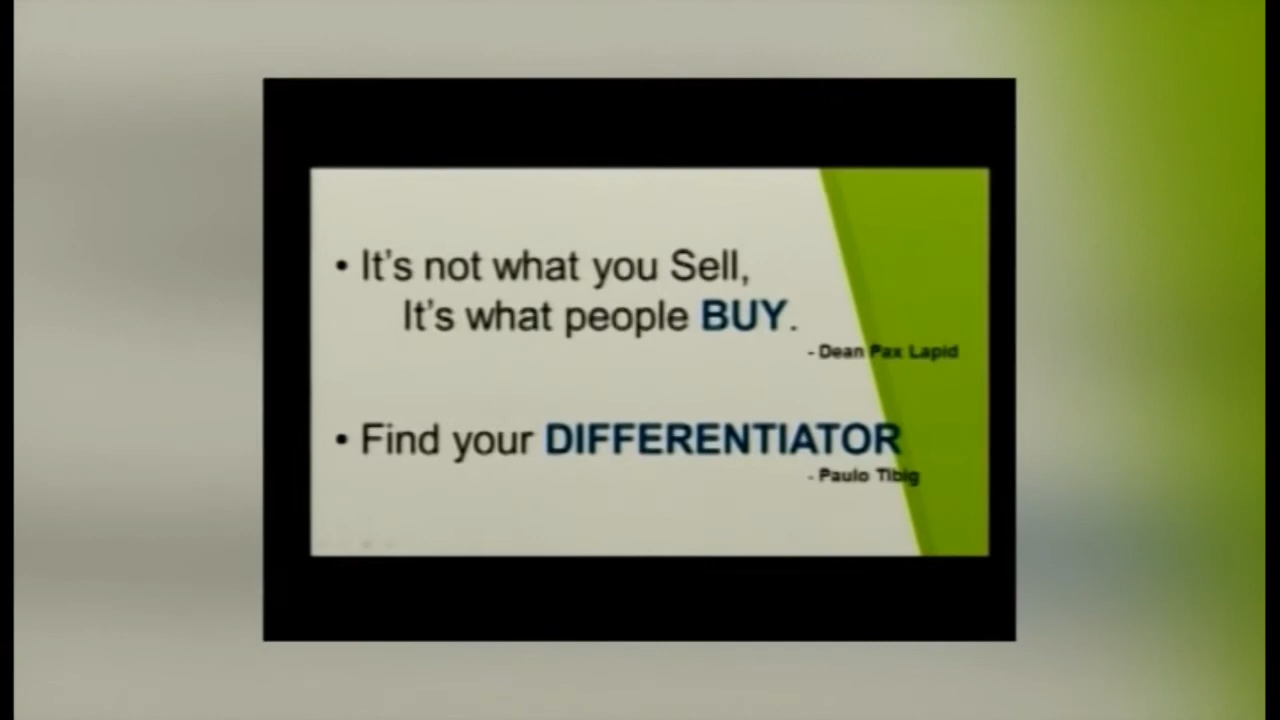 • It's not what you Sell,
It's what people BUY.
- Dean Pax Lapid
• Find your DIFFERENTIATOR
- Paulo Tibig